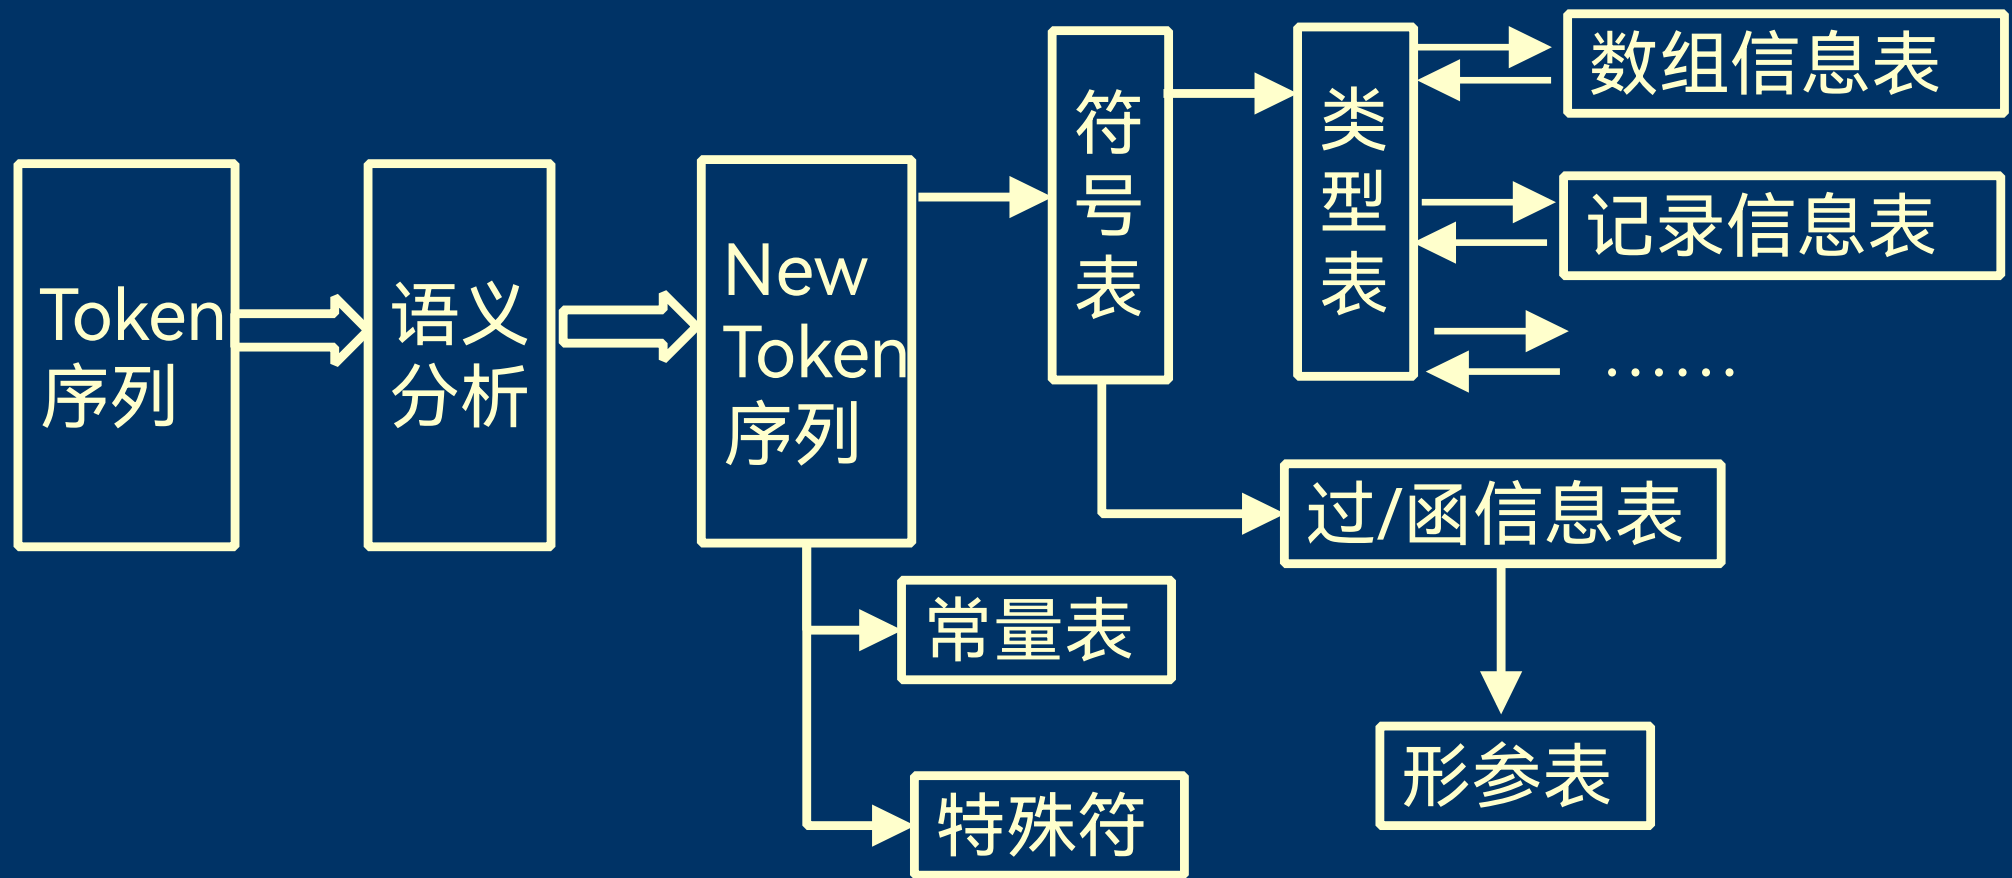 Token
序列
语义
分析
New
Token
序列
符
号
表
类
型
表
数组信息表
记录信息表
······
过/函信息表
形参表
常量表
特殊符